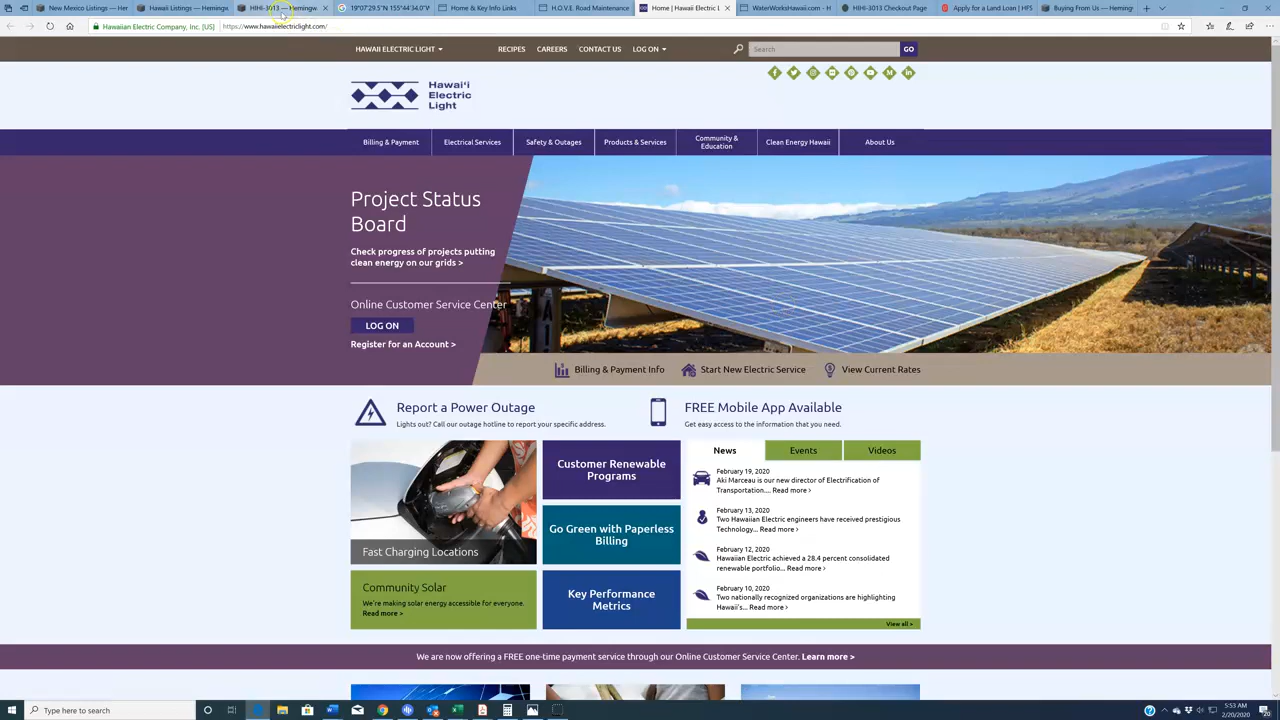 New Mexico Listings — Her
Hawaii Listings — Hemingw
HIHI-3013 — Hemingw
19°07'29.5"N 155°44'34.0"W
Home & Key Info Links
H.O.V.E. Road Maintenance
Home | Hawaii Electric L
WaterWorksHawaii.com - H
HIHI-3013 Checkout Page
Apply for a Land Loan | HFS
Buying From Us — Heming
Hawaiian Electric Company, Inc. [US] https://www.hawaiielectriclight.com/
HAWAII ELECTRIC LIGHT RECIPES CAREERS CONTACT US LOG ON Search GO
Hawai‘i
Electric
Light
Billing & Payment
Electrical Services
Safety & Outages
Products & Services
Community &
Education
Clean Energy Hawaii
About Us
Project Status
Board
Check progress of projects putting
clean energy on our grids >
Online Customer Service Center
LOG ON
Register for an Account >
Billing & Payment Info Start New Electric Service View Current Rates
Report a Power Outage
Lights out? Call our outage hotline to report your specific address.
FREE Mobile App Available
Get easy access to the information that you need.
Fast Charging Locations
Community Solar
We're making solar energy accessible for everyone.
Read more >
Customer Renewable
Programs
Go Green with Paperless
Billing
Key Performance
Metrics
News Events Videos
February 19, 2020
Aki Marceau is our new director of Electrification of
Transportation.... Read more ›
February 13, 2020
Two Hawaiian Electric engineers have received prestigious
Technology... Read more ›
February 12, 2020
Hawaiian Electric achieved a 28.4 percent consolidated
renewable portfolio... Read more ›
February 10, 2020
Two nationally recognized organizations are highlighting
Hawaii's... Read more ›
View all >
We are now offering a FREE one-time payment service through our Online Customer Service Center. Learn more >
Type here to search
5:53 AM
2/20/2020
20